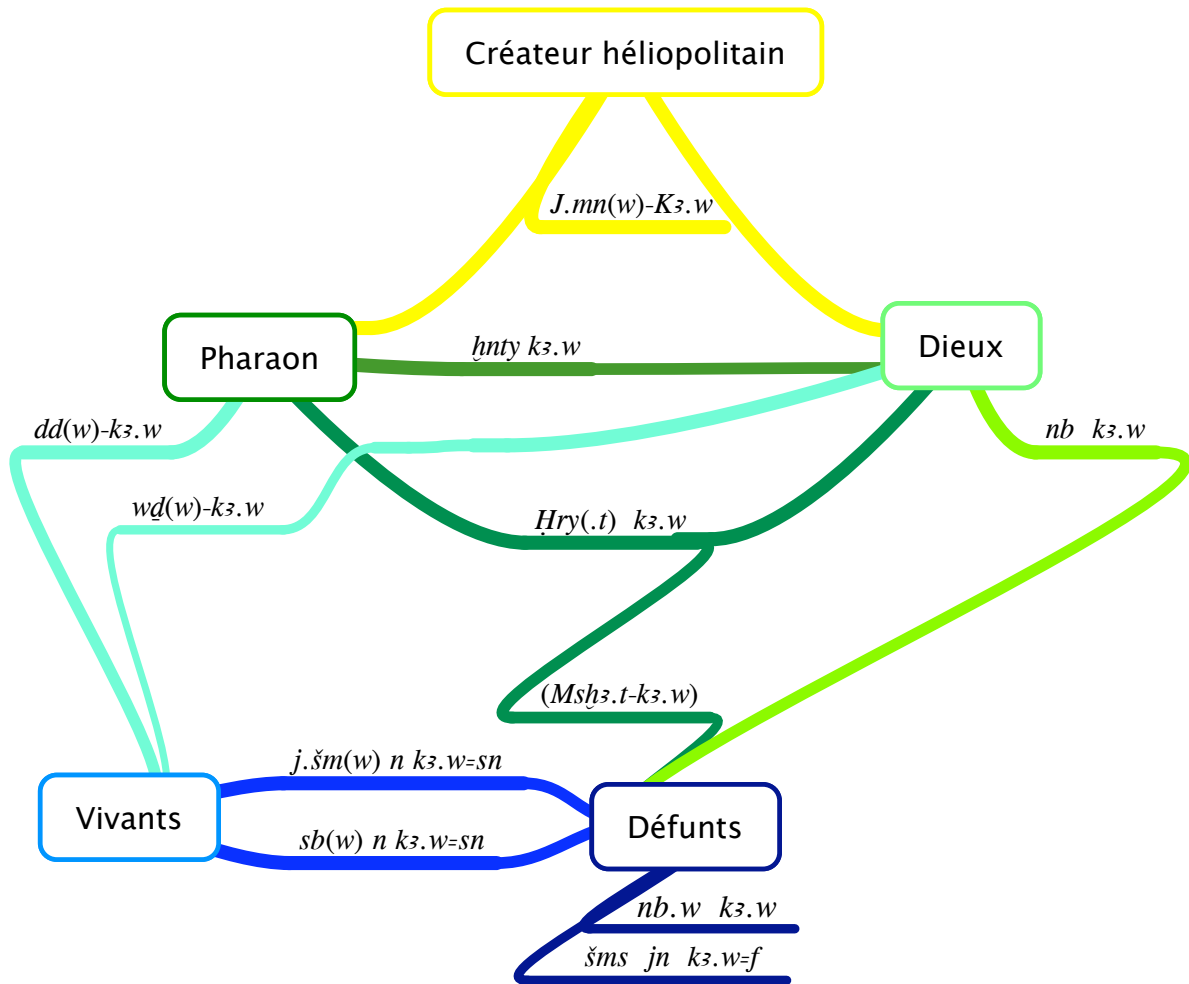 Créateur héliopolitain
J.mn(w)-Kꜣ.w
Pharaon
ḫnty kꜣ.w
Dieux
dd(w)-kꜣ.w
nb kꜣ.w
wḏ(w)-kꜣ.w
Ḥry(.t) kꜣ.w
(Msḫꜣ.t-kꜣ.w)
j.šm(w) n kꜣ.w=sn
Vivants
Défunts
sb(w) n kꜣ.w=sn
nb.w kꜣ.w
šms jn kꜣ.w=f